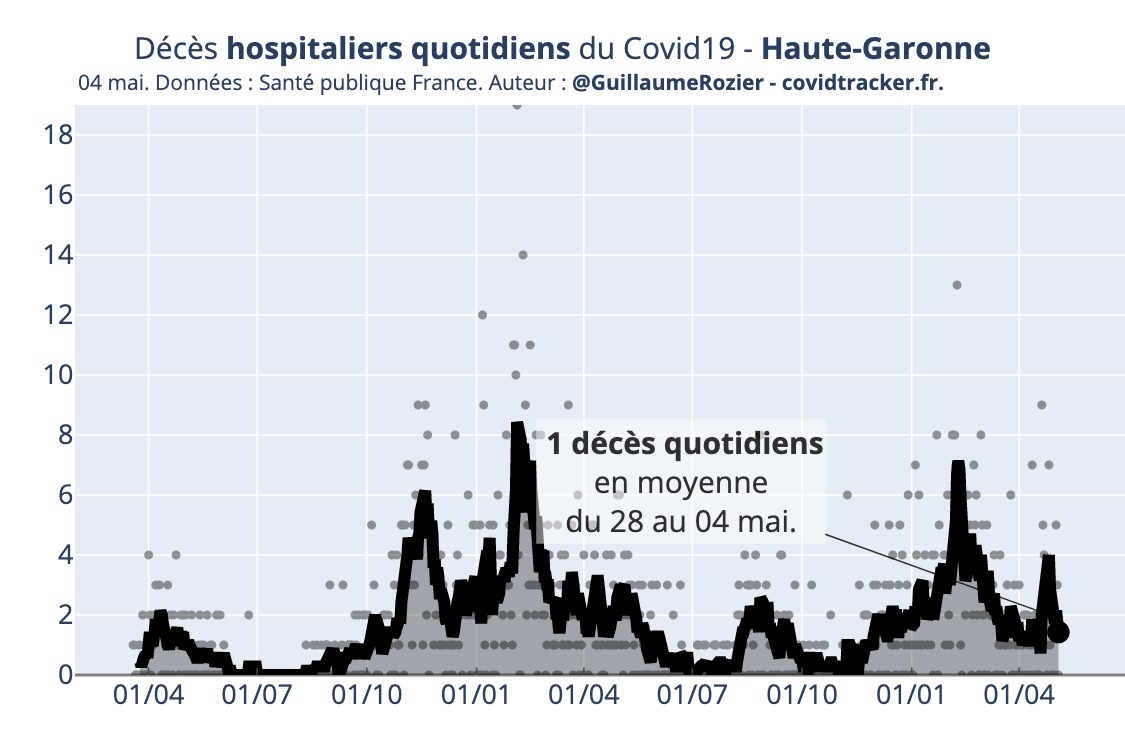 Décès hospitaliers quotidiens du Covid19 - Haute-Garonne
04 mai. Données : Santé publique France. Auteur : @GuillaumeRozier - covidtracker.fr.
18
16
14
12
10
8
6
4
2
0
1 décès quotidiens
en moyenne
du 28 au 04 mai.
01/04 01/07 01/10 01/01 01/04 01/07 01/10 01/01 01/04